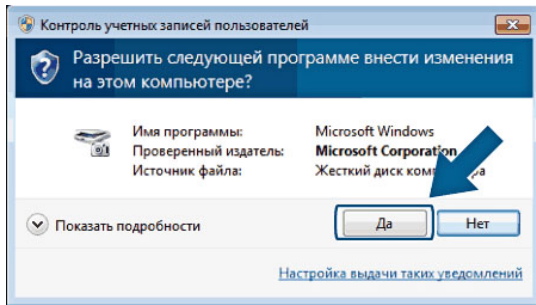 Контроль учетных записей пользователей
Разрешить следующей программе внести изменения
на этом компьютере?
Имя программы: Microsoft Windows
Проверенный издатель: Microsoft Corporation
Источник файла: Жесткий диск
Показать подробности
Да Нет
Настройка выдачи таких уведомлений